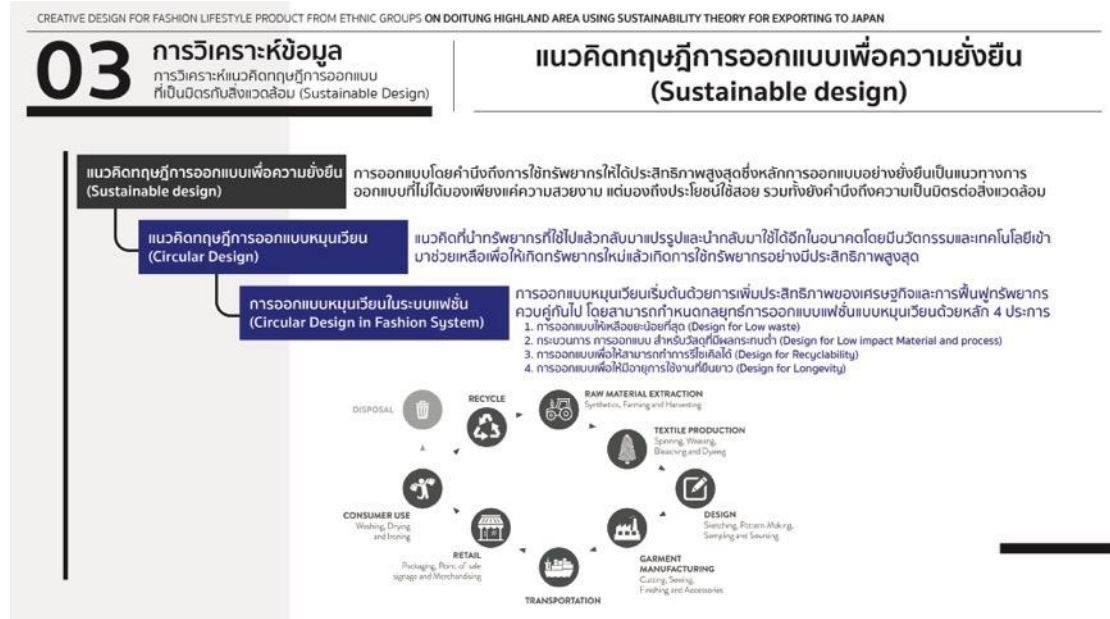 CREATIVE DESIGN FOR FASHION LIFESTYLE PRODUCT FROM ETHNIC GROUPS ON DOITUNG HIGHLAND AREA USING SUSTAINABILITY THEORY FOR EXPORTING TO JAPAN
03
การวิเคราะห์ข้อมูล
การวิเคราะห์แนวคิดทฤษฎีการออกแบบ
ที่เป็นมิตรกับสิ่งแวดล้อม (Sustainable Design)
แนวคิดทฤษฎีการออกแบบเพื่อความยั่งยืน
(Sustainable design)
แนวคิดทฤษฎีการออกแบบเพื่อความยั่งยืน
(Sustainable design)
การออกแบบโดยคำนึงถึงการใช้ทรัพยากรให้ได้ประสิทธิภาพสูงสุดซึ่งหลักการออกแบบอย่างยั่งยืนเป็นแนวทางการ
ออกแบบที่ไม่ได้มองเพียงแค่ความสวยงาม แต่มองถึงประโยชน์ใช้สอย รวมทั้งยังคำนึงถึงความเป็นมิตรต่อสิ่งแวดล้อม
แนวคิดทฤษฎีการออกแบบหมุนเวียน
(Circular Design)
แนวคิดที่นำทรัพยากรที่ใช้ไปแล้วกลับมาแปรรูปและนำกลับมาใช้ได้อีกในอนาคตโดยมีนวัตกรรมและเทคโนโลยีเข้า
มาช่วยเหลือเพื่อให้เกิดทรัพยากรใหม่แล้วเกิดการใช้ทรัพยากรอย่างมีประสิทธิภาพสูงสุด
การออกแบบหมุนเวียนในระบบแฟชั่น
(Circular Design in Fashion System)
การออกแบบหมุนเวียนเริ่มต้นด้วยการเพิ่มประสิทธิภาพของเศรษฐกิจและการฟื้นฟูทรัพยากร
ควบคู่กันไป โดยสามารถกำหนดกลยุทธ์การออกแบบแฟชั่นแบบหมุนเวียนด้วยหลัก 4 ประการ
1. การออกแบบให้เหลือขยะน้อยที่สุด (Design for Low waste)
2. กระบวนการ การออกแบบ สำหรับวัสดุที่มีผลกระทบต่ำ (Design for Low impact Material and process)
3. การออกแบบเพื่อให้สามารถทำการรีไซเคิลได้ (Design for Recyclability)
4. การออกแบบเพื่อให้มีอายุการใช้งานที่ยืนยาว (Design for Longevity)
DISPOSAL
RECYCLE
RAW MATERIAL EXTRACTION
Synthetics, Farming and Harvesting
TEXTILE PRODUCTION
Spinning, Weaving,
Bleaching and Dyeing
DESIGN
Sketching, Pattern Making,
Sampling and Sourcing
GARMENT
MANUFACTURING
Cutting, Sewing,
Finishing and Accessories
TRANSPORTATION
RETAIL
Packaging, Point of sale
signage and Merchandising
CONSUMER USE
Washing, Drying
and Ironing